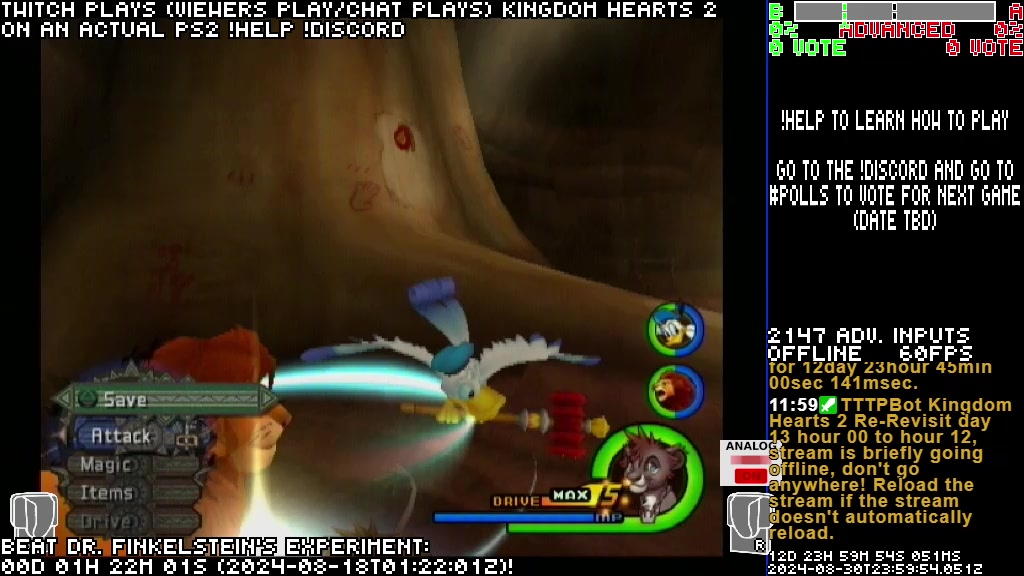 TWITCH PLAYS (VIEWERS PLAY/CHAT PLAYS) KINGDOM HEARTS 2
ON AN ACTUAL PS2 !HELP !DISCORD
B A
0% ADVANCED 0%
0 VOTE 0 VOTE
!HELP TO LEARN HOW TO PLAY
GO TO THE !DISCORD AND GO TO
#POLLS TO VOTE FOR NEXT GAME
(DATE TBD)
2147 ADV. INPUTS
OFFLINE 60FPS
for 12day 23hour 45min
00sec 141msec.
11:59 TTTPBot Kingdom
Hearts 2 Re-Revisit day
13 hour 00 to hour 12,
stream is briefly going
offline, don't go
anywhere! Reload the
stream if the stream
doesn't automatically
reload.
12D 23H 59M 54S 051MS
2024-08-30T23:59:54.051Z
Save
Attack
Magic
Items
Drive
DRIVE MAX 5
MP
ANALOG
ON
R
BEAT DR. FINKELSTEIN'S EXPERIMENT:
00D 01H 22M 01S (2024-08-18T01:22:01Z)!